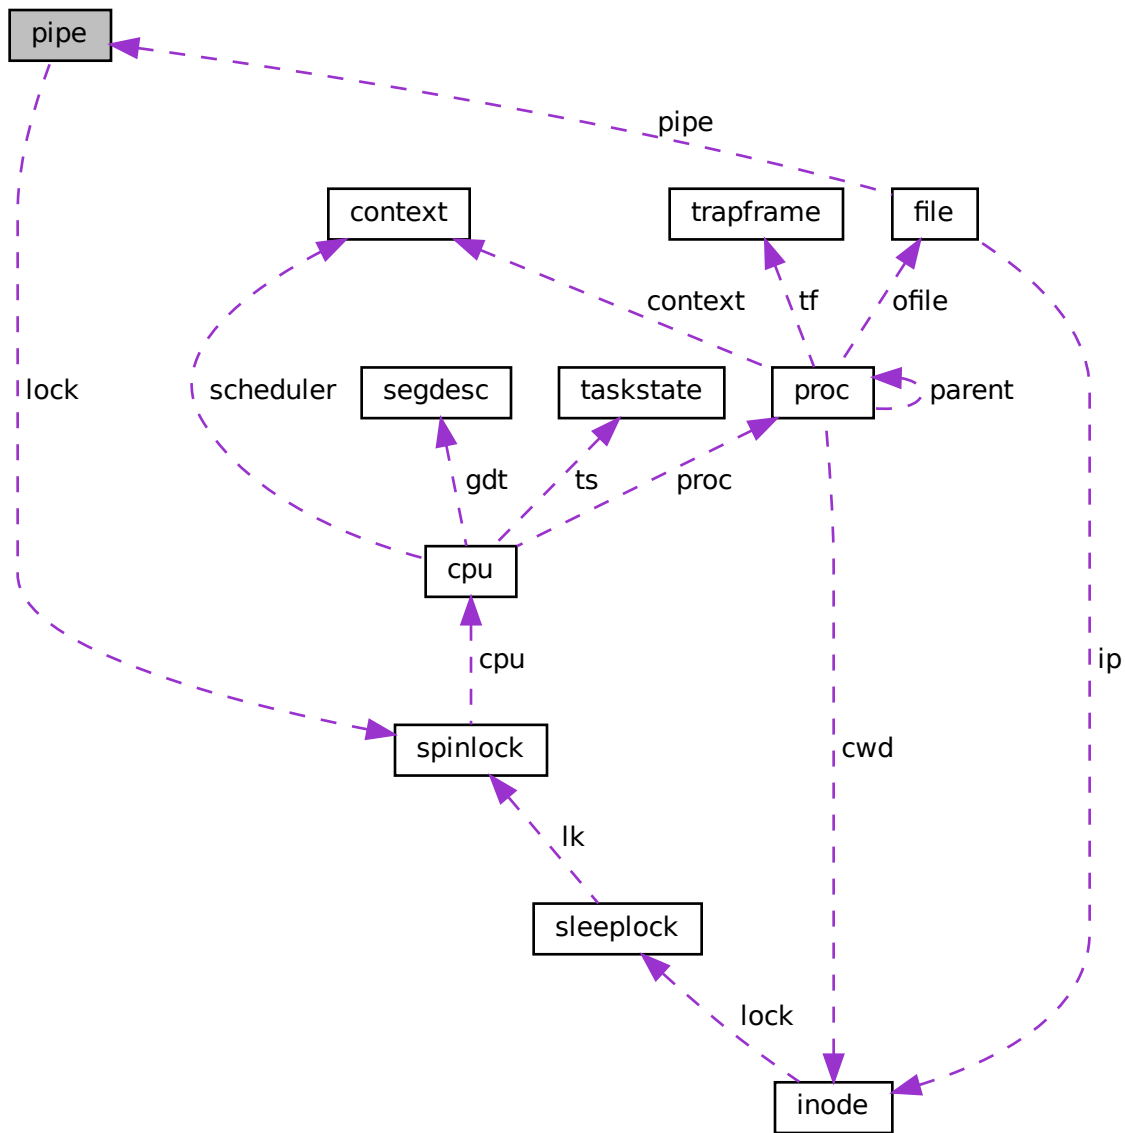 pipe
pipe
context
trapframe
file
context
tf
ofile
lock
scheduler
segdesc
taskstate
proc
parent
gdt
ts
proc
cpu
cpu
ip
spinlock
cwd
lk
sleeplock
lock
inode